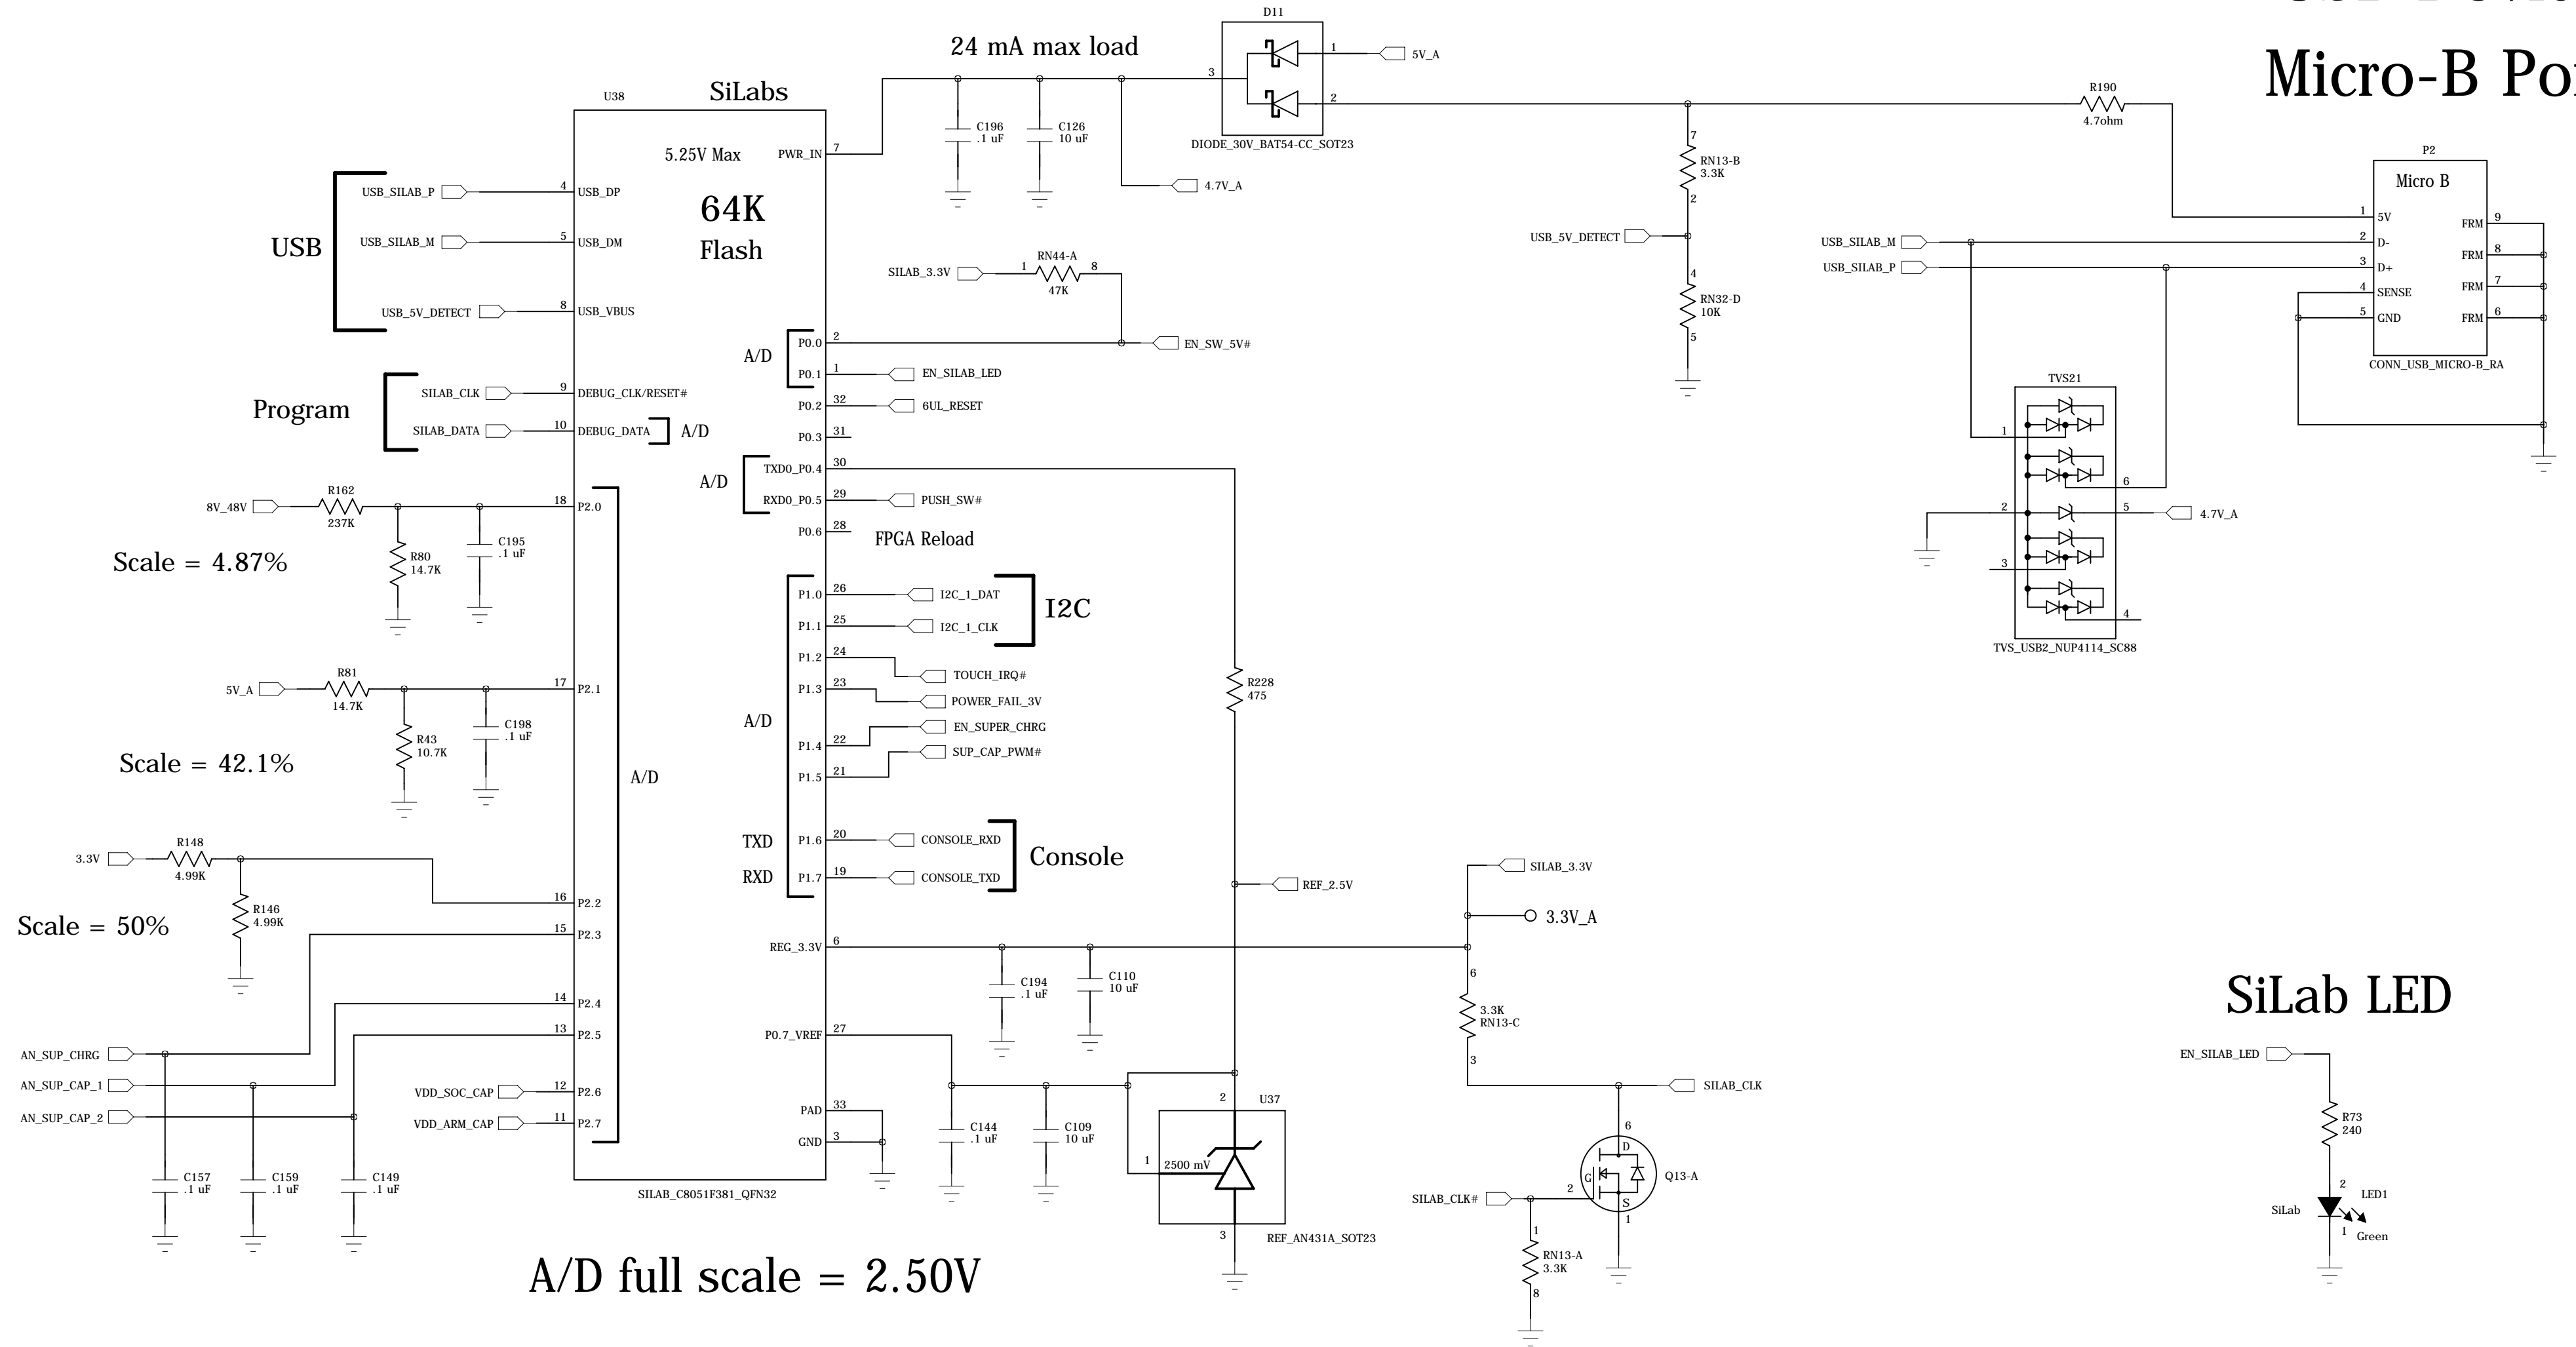 Micro-B Po
D11
24 mA max load
1
5V_A
3
2
DIODE_30V_BAT54-CC_SOT23
SiLabs
U38
5.25V Max
PWR_IN
7
64K
Flash
C196
.1 uF
C126
10 uF
4.7V_A
R190
4.7ohm
7
RN13-B
3.3K
2
USB_5V_DETECT
4
RN32-D
10K
5
P2
Micro B
1
5V
2
D-
3
D+
4
SENSE
5
GND
FRM
9
FRM
8
FRM
7
FRM
6
CONN_USB_MICRO-B_RA
USB_SILAB_M
USB_SILAB_P
TVS21
1
6
2
5
4.7V_A
3
4
TVS_USB2_NUP4114_SC88
USB
USB_SILAB_P
4
USB_DP
USB_SILAB_M
5
USB_DM
USB_5V_DETECT
8
USB_VBUS
Program
SILAB_CLK
9
DEBUG_CLK/RESET#
SILAB_DATA
10
DEBUG_DATA
A/D
SILAB_3.3V
1
RN44-A
8
47K
A/D
P0.0
2
EN_SW_5V#
P0.1
1
EN_SILAB_LED
P0.2
32
6UL_RESET
P0.3
31
A/D
TXD0_P0.4
30
RXD0_P0.5
29
PUSH_SW#
P0.6
28
FPGA Reload
8V_48V
R162
237K
18
P2.0
R80
14.7K
C195
.1 uF
Scale = 4.87%
5V_A
R81
14.7K
17
P2.1
R43
10.7K
C198
.1 uF
Scale = 42.1%
A/D
P1.0
26
I2C_1_DAT
P1.1
25
I2C_1_CLK
I2C
P1.2
24
TOUCH_IRQ#
P1.3
23
POWER_FAIL_3V
A/D
P1.4
22
EN_SUPER_CHRG
P1.5
21
SUP_CAP_PWM#
TXD
P1.6
20
CONSOLE_RXD
RXD
P1.7
19
CONSOLE_TXD
Console
R228
475
REF_2.5V
3.3V
R148
4.99K
R146
4.99K
Scale = 50%
16
P2.2
15
P2.3
14
P2.4
13
P2.5
AN_SUP_CHRG
AN_SUP_CAP_1
AN_SUP_CAP_2
VDD_SOC_CAP
12
P2.6
VDD_ARM_CAP
11
P2.7
C157
.1 uF
C159
.1 uF
C149
.1 uF
REG_3.3V
6
C194
.1 uF
C110
10 uF
P0.7_VREF
27
PAD
33
GND
3
SILAB_C8051F381_QFN32
C144
.1 uF
C109
10 uF
2
U37
1
2500 mV
3
REF_AN431A_SOT23
SILAB_3.3V
3.3V_A
6
3.3K
RN13-C
3
SILAB_CLK
6
D
G
S
Q13-A
SILAB_CLK#
2
1
1
RN13-A
3.3K
8
SiLab LED
EN_SILAB_LED
R73
240
2
LED1
SiLab
1
Green
A/D full scale = 2.50V